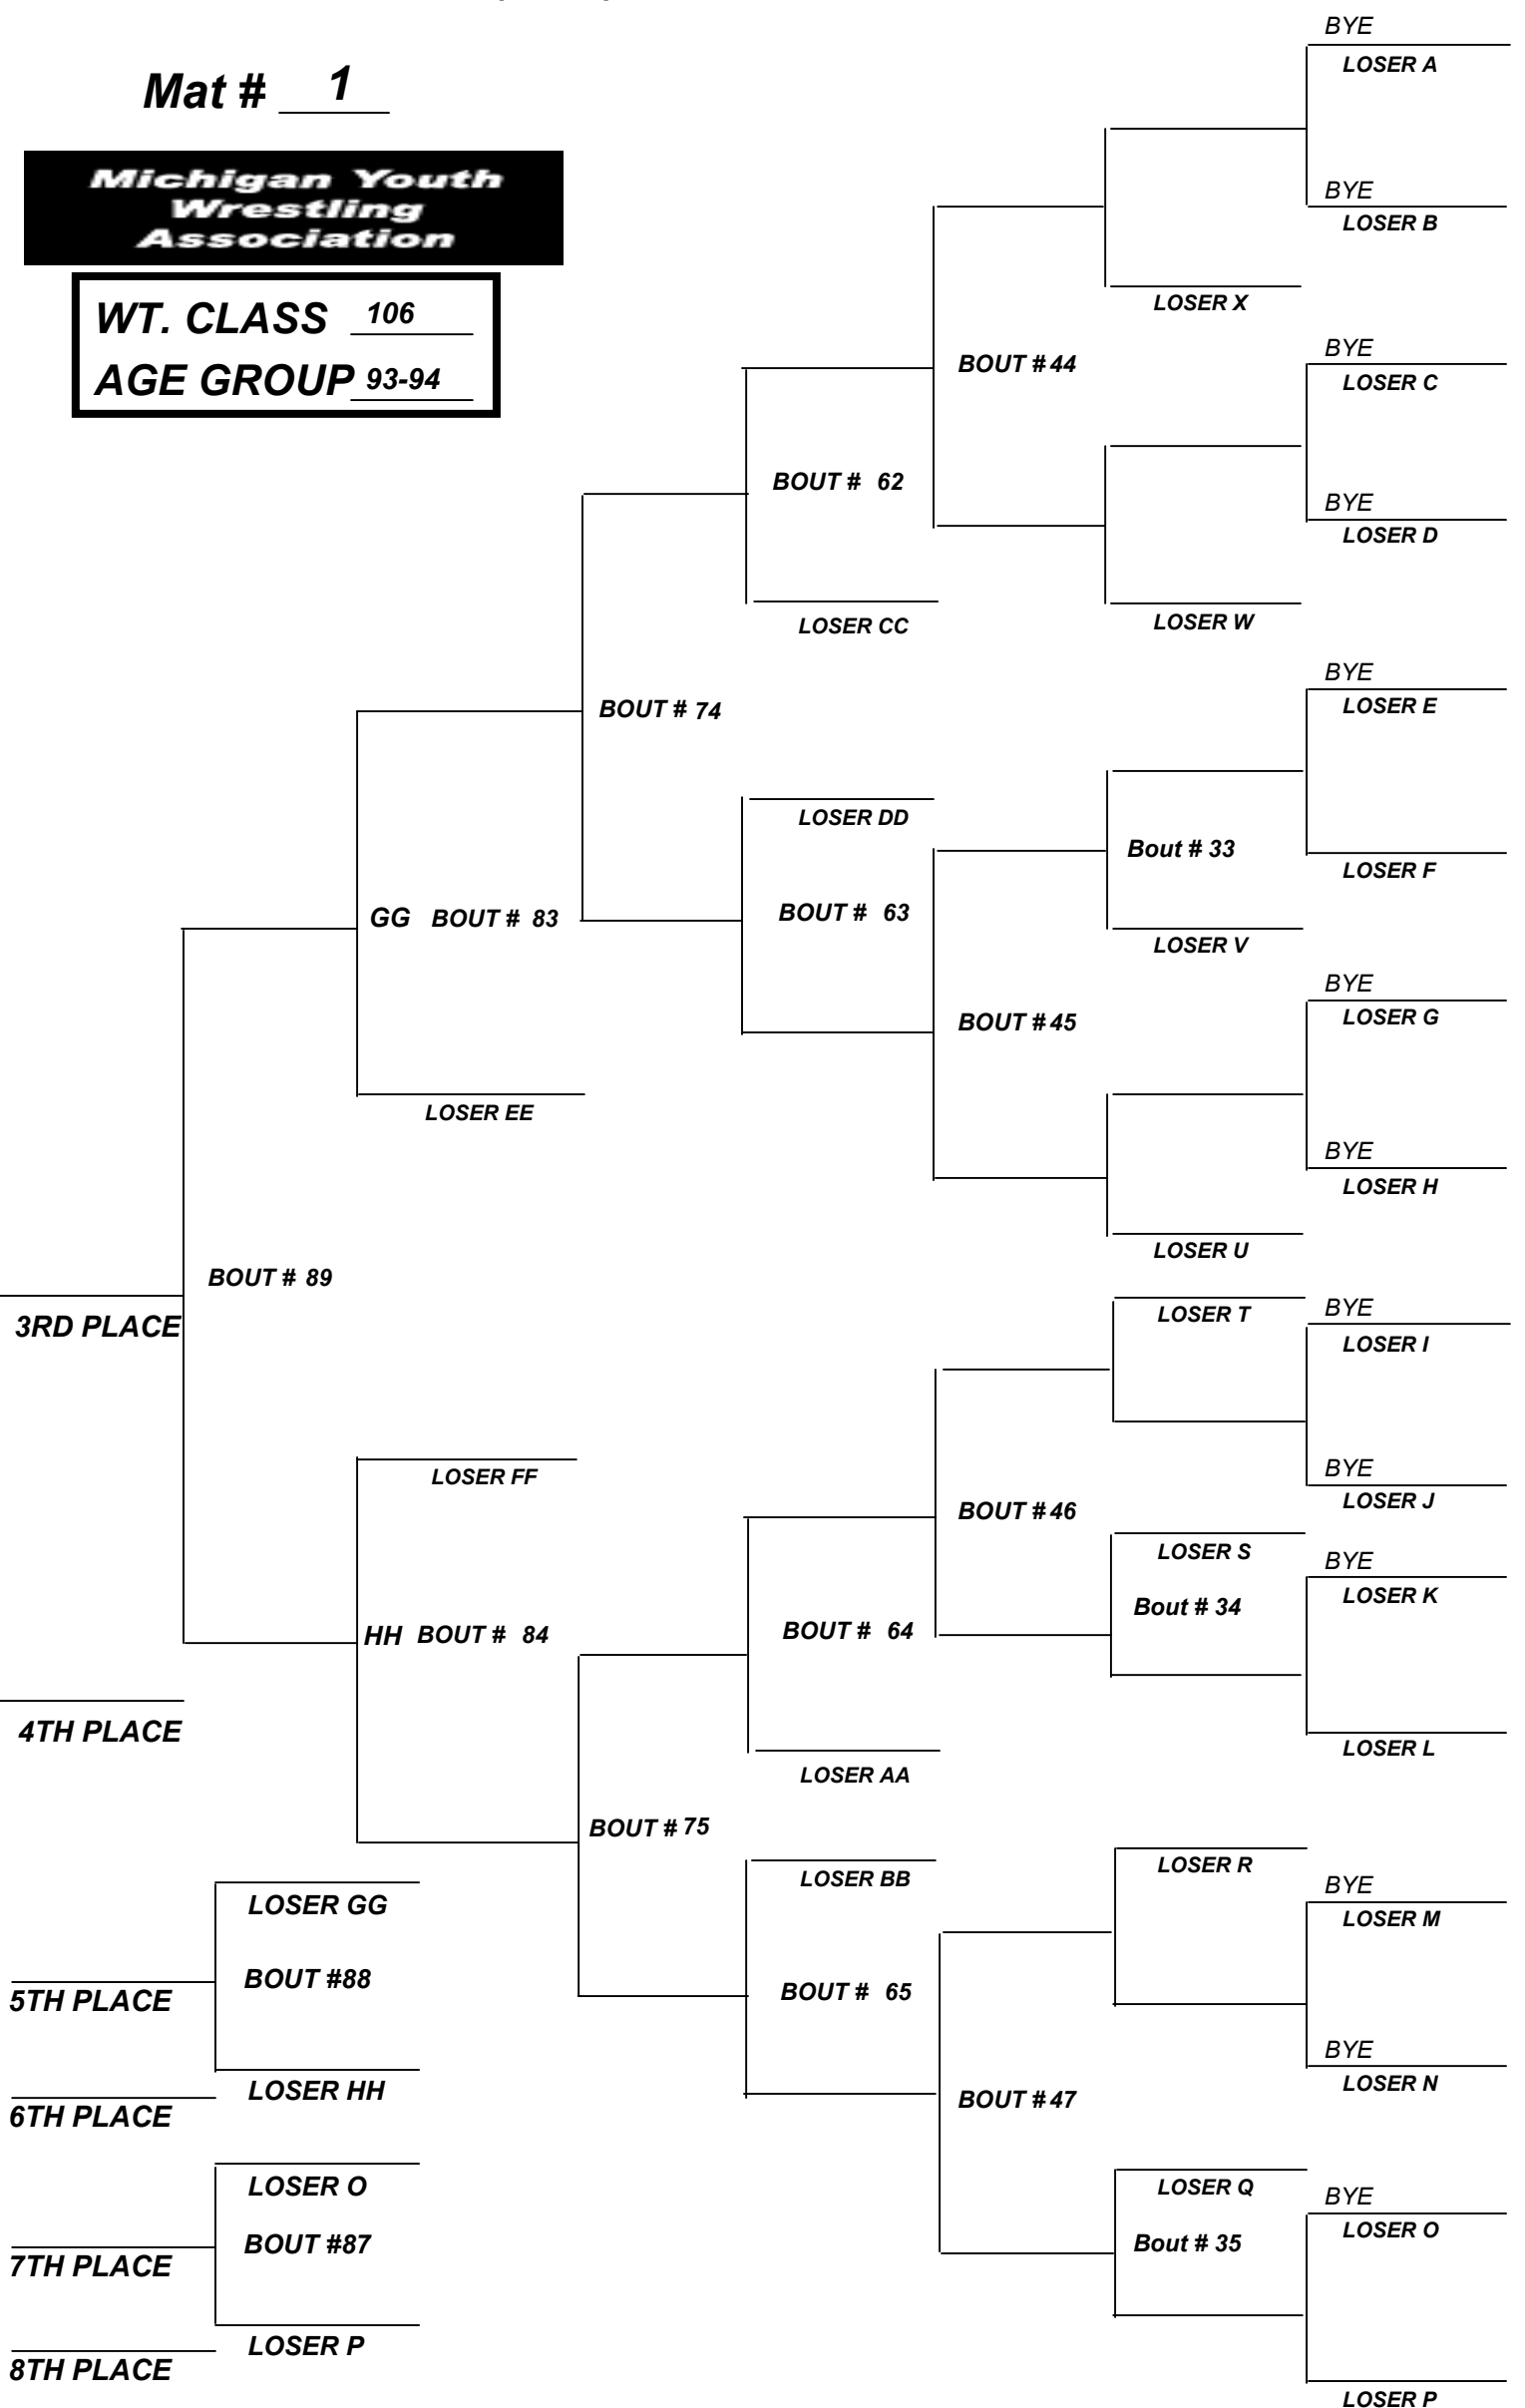 BYE
LOSER A
Mat # 1
Michigan Youth
Wrestling
Association
BYE
LOSER B
WT. CLASS 106
LOSER X
AGE GROUP 93-94
BOUT # 44
BYE
LOSER C
BOUT # 62
BYE
LOSER D
LOSER CC
LOSER W
BYE
LOSER E
BOUT # 74
LOSER DD
Bout # 33
LOSER F
GG BOUT # 83
BOUT # 63
LOSER V
BYE
LOSER G
BOUT # 45
LOSER EE
BYE
LOSER H
LOSER U
BOUT # 89
3RD PLACE
LOSER T
BYE
LOSER I
LOSER FF
BYE
LOSER J
BOUT # 46
LOSER S
BYE
LOSER K
Bout # 34
HH BOUT # 84
BOUT # 64
4TH PLACE
LOSER L
LOSER AA
BOUT # 75
LOSER R
LOSER BB
BYE
LOSER M
LOSER GG
BOUT #88
5TH PLACE
BOUT # 65
BYE
LOSER N
LOSER HH
6TH PLACE
BOUT # 47
LOSER O
LOSER Q
BYE
LOSER O
BOUT #87
Bout # 35
7TH PLACE
LOSER P
8TH PLACE
LOSER P